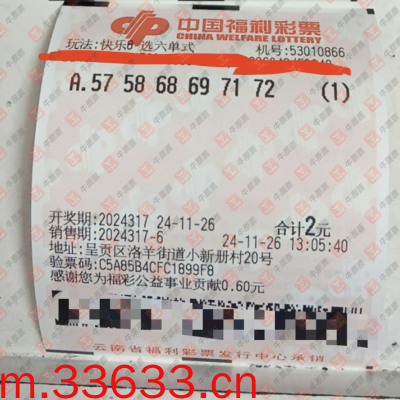 中国福利彩票
CHINA WELFARE LOTTERY
玩法:快乐8-选六单式 机号:53010866
A.57 58 68 69 71 72 (1)
开奖期:2024317 24-11-26 合计2元
销售期:2024317-6 24-11-26 13:05:40
地址:呈贡区洛羊街道小新册村20号
验票码:C5A85B4CFC1899F8
感谢您为福彩公益事业贡献0.60元
云南省福利彩票发行中心承销
m.33633.cn